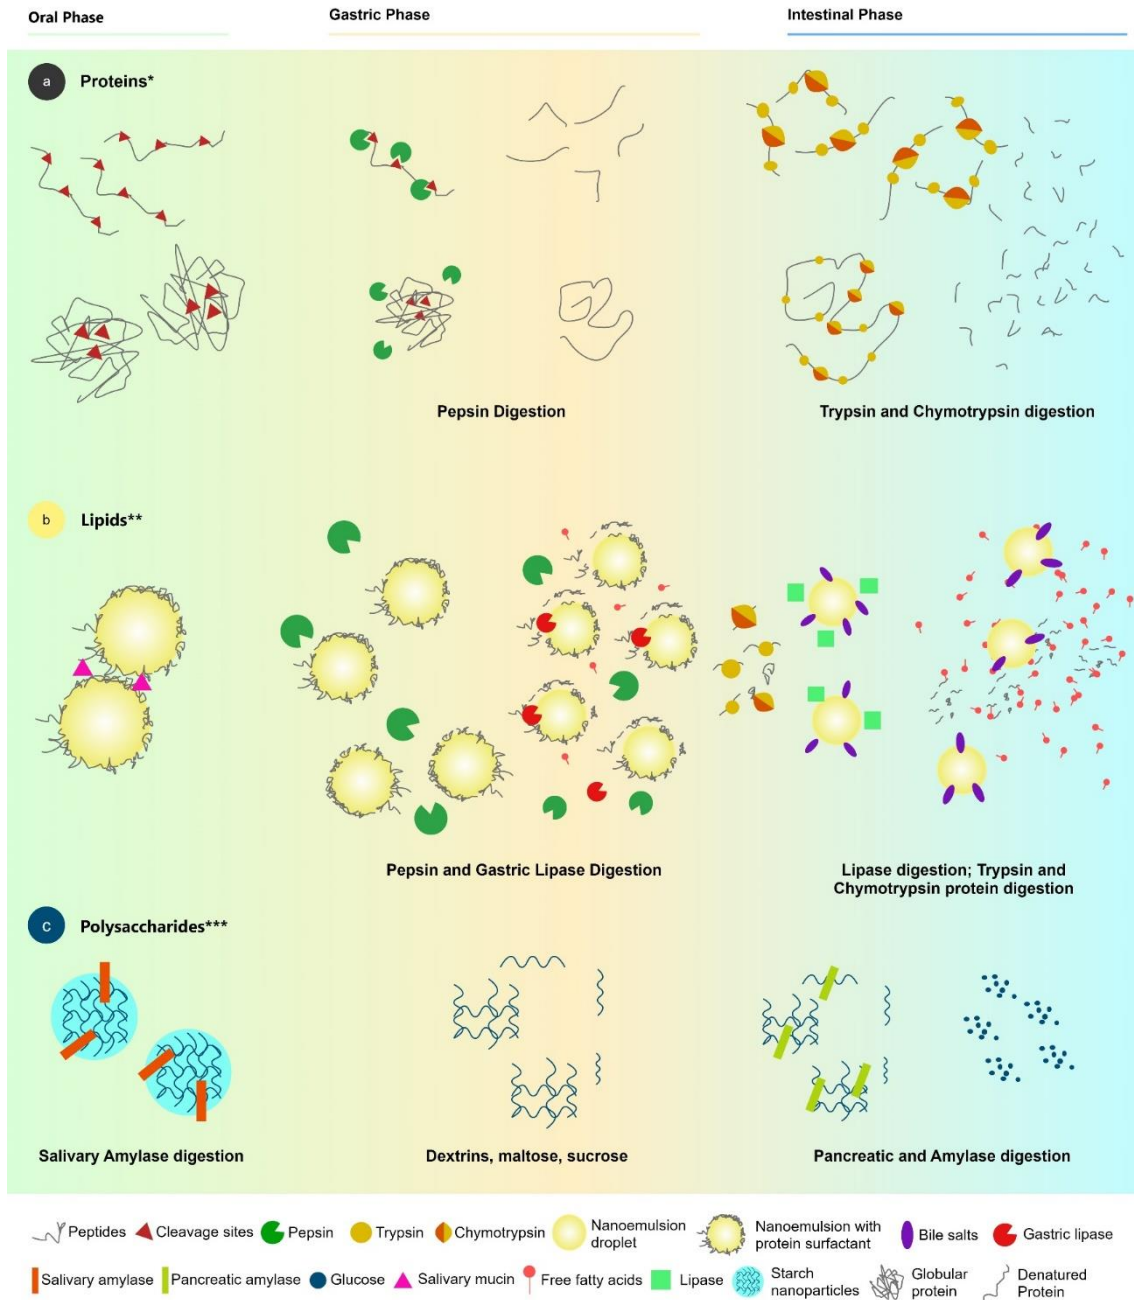 Oral Phase
Gastric Phase
Intestinal Phase
a
Proteins*
Pepsin Digestion
Trypsin and Chymotrypsin digestion
b
Lipids**
Pepsin and Gastric Lipase Digestion
Lipase digestion; Trypsin and
Chymotrypsin protein digestion
c
Polysaccharides***
Salivary Amylase digestion
Dextrins, maltose, sucrose
Pancreatic and Amylase digestion
Peptides
Cleavage sites
Pepsin
Trypsin
Chymotrypsin
Nanoemulsion
droplet
Nanoemulsion with
protein surfactant
Bile salts
Gastric lipase
Salivary amylase
Pancreatic amylase
Glucose
Salivary mucin
Free fatty acids
Lipase
Starch
nanoparticles
Globular
protein
Denatured
Protein